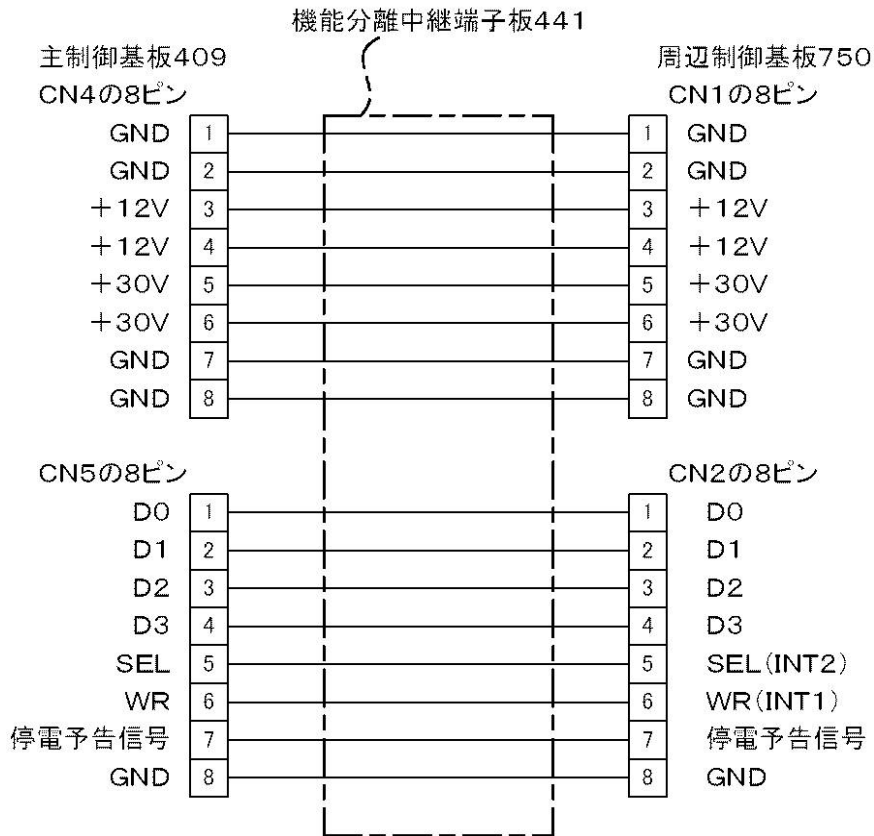 機能分離中継端子板441
主制御基板409 周辺制御基板750
CN4の8ピン CN1の8ピン
GND 1 1 GND
GND 2 2 GND
+12V 3 3 +12V
+12V 4 4 +12V
+30V 5 5 +30V
+30V 6 6 +30V
GND 7 7 GND
GND 8 8 GND
CN5の8ピン CN2の8ピン
D0 1 1 D0
D1 2 2 D1
D2 3 3 D2
D3 4 4 D3
SEL 5 5 SEL(INT2)
WR 6 6 WR(INT1)
停電予告信号 7 7 停電予告信号
GND 8 8 GND